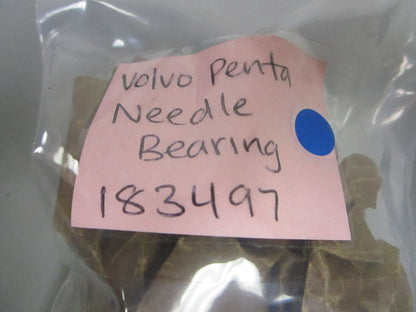 Volvo Penta
Needle
Bearing
183497